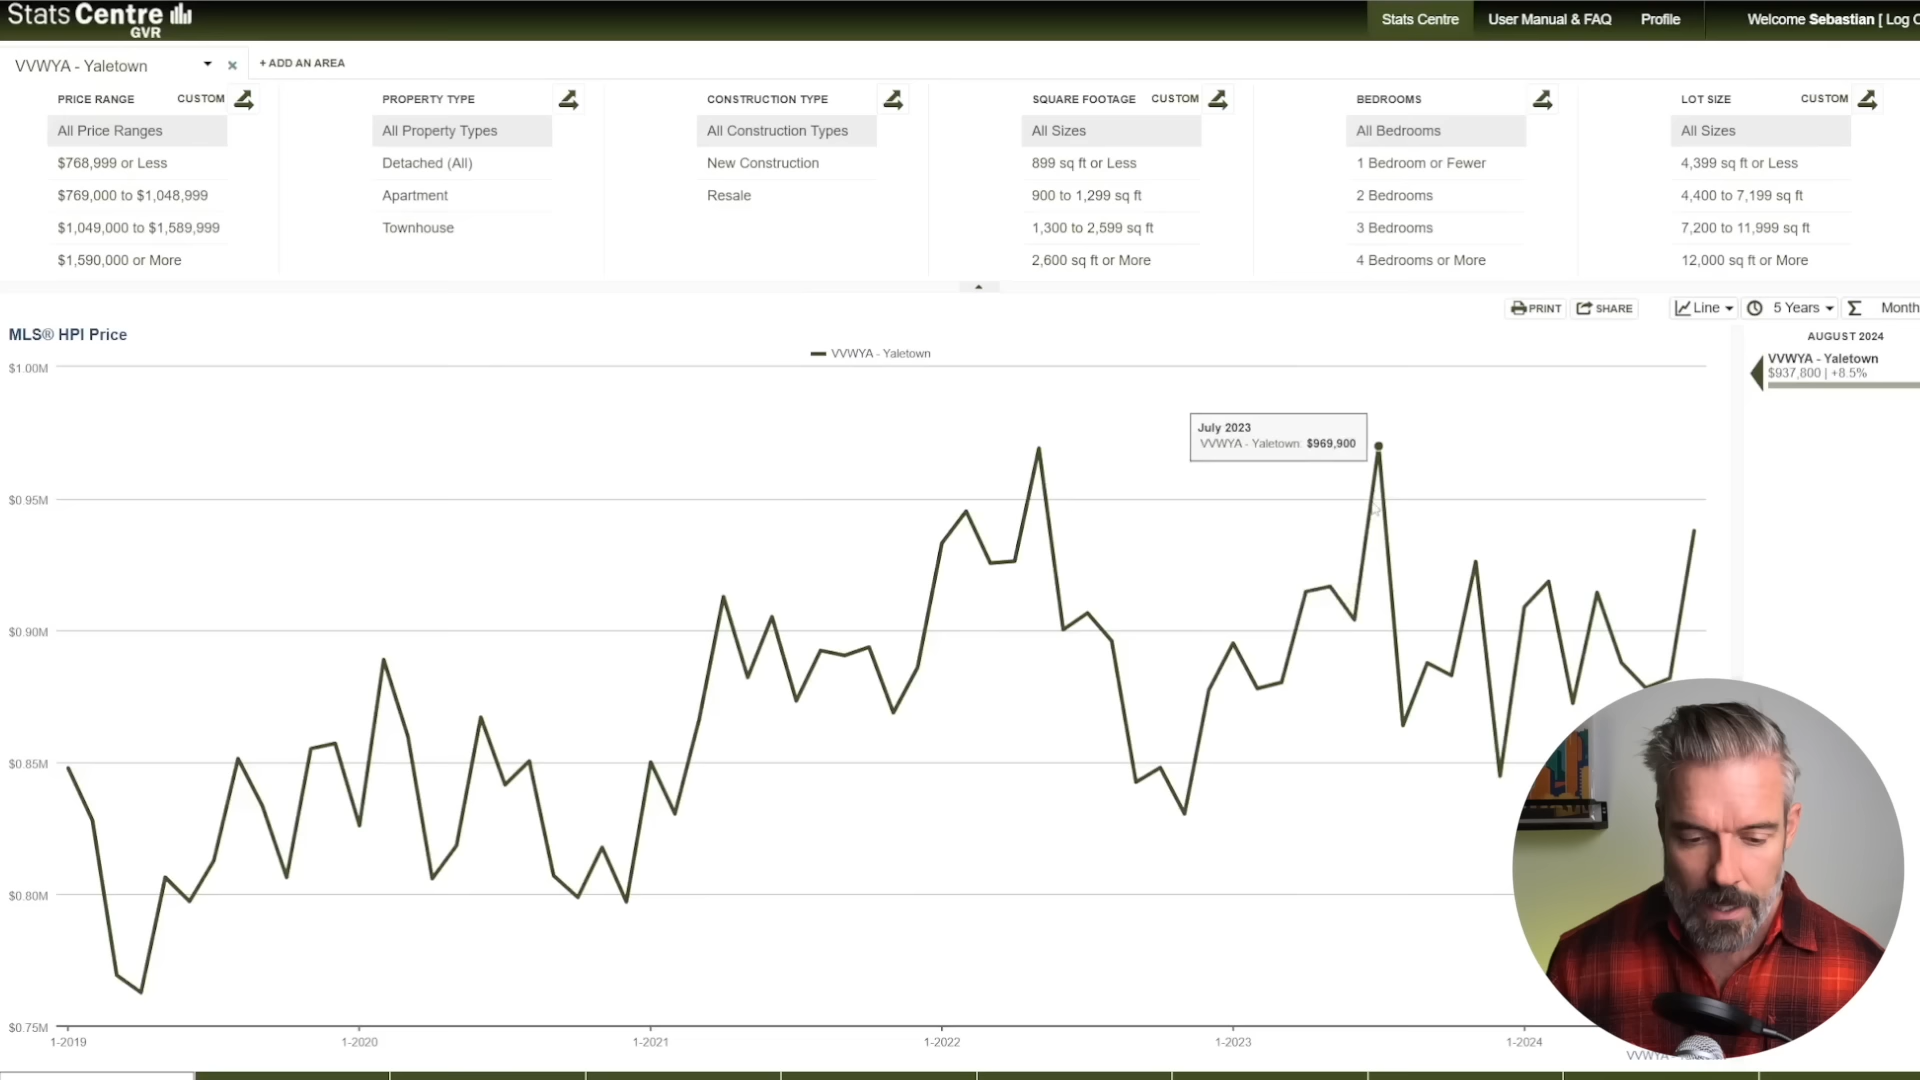 Stats Centre
GVR
Stats Centre
User Manual & FAQ
Profile
Welcome Sebastian [ Log
VVWYA - Yaletown
+ ADD AN AREA
PRICE RANGE CUSTOM
All Price Ranges
$768,999 or Less
$769,000 to $1,048,999
$1,049,000 to $1,589,999
$1,590,000 or More
PROPERTY TYPE
All Property Types
Detached (All)
Apartment
Townhouse
CONSTRUCTION TYPE
All Construction Types
New Construction
Resale
SQUARE FOOTAGE CUSTOM
All Sizes
899 sq ft or Less
900 to 1,299 sq ft
1,300 to 2,599 sq ft
2,600 sq ft or More
BEDROOMS
All Bedrooms
1 Bedroom or Fewer
2 Bedrooms
3 Bedrooms
4 Bedrooms or More
LOT SIZE CUSTOM
All Sizes
4,399 sq ft or Less
4,400 to 7,199 sq ft
7,200 to 11,999 sq ft
12,000 sq ft or More
PRINT
SHARE
Line
5 Years
Σ Month
MLS® HPI Price
VVWYA - Yaletown
AUGUST 2024
VVWYA - Yaletown
$937,800 | +8.5%
July 2023
VVWYA - Yaletown: $969,900
$1.00M
$0.95M
$0.90M
$0.85M
$0.80M
$0.75M
1-2019
1-2020
1-2021
1-2022
1-2023
1-2024